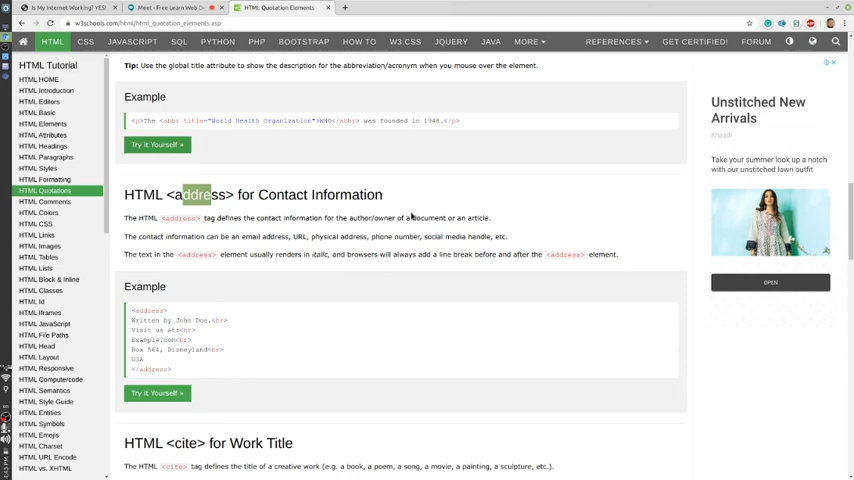 Is My Internet Working? YES!
Meet - Free Learn Web De
HTML Quotation Elements
w3schools.com/html/html_quotation_elements.asp
HTML CSS JAVASCRIPT SQL PYTHON PHP BOOTSTRAP HOW TO W3.CSS JQUERY JAVA MORE REFERENCES GET CERTIFIED! FORUM
HTML Tutorial
HTML HOME
HTML Introduction
HTML Editors
HTML Basic
HTML Elements
HTML Attributes
HTML Headings
HTML Paragraphs
HTML Styles
HTML Formatting
HTML Quotations
HTML Comments
HTML Colors
HTML CSS
HTML Links
HTML Images
HTML Tables
HTML Lists
HTML Block & Inline
HTML Classes
HTML Id
HTML Iframes
HTML JavaScript
HTML File Paths
HTML Head
HTML Layout
HTML Responsive
HTML Computercode
HTML Semantics
HTML Style Guide
HTML Entities
HTML Symbols
HTML Emojis
HTML Charset
HTML URL Encode
HTML vs. XHTML
Tip: Use the global title attribute to show the description for the abbreviation/acronym when you mouse over the element.
Example
<p>The <abbr title="World Health Organization">WHO</abbr> was founded in 1948.</p>
Try it Yourself »
HTML <address> for Contact Information
The HTML <address> tag defines the contact information for the author/owner of a document or an article.
The contact information can be an email address, URL, physical address, phone number, social media handle, etc.
The text in the <address> element usually renders in italic, and browsers will always add a line break before and after the <address> element.
Example
<address>
Written by John Doe.<br>
Visit us at:<br>
Example.com<br>
Box 564, Disneyland<br>
USA
</address>
Try it Yourself »
HTML <cite> for Work Title
The HTML <cite> tag defines the title of a creative work (e.g. a book, a poem, a song, a movie, a painting, a sculpture, etc.).
Unstitched New
Arrivals
Khaadi
Take your summer look up a notch
with our unstitched lawn outfit
OPEN